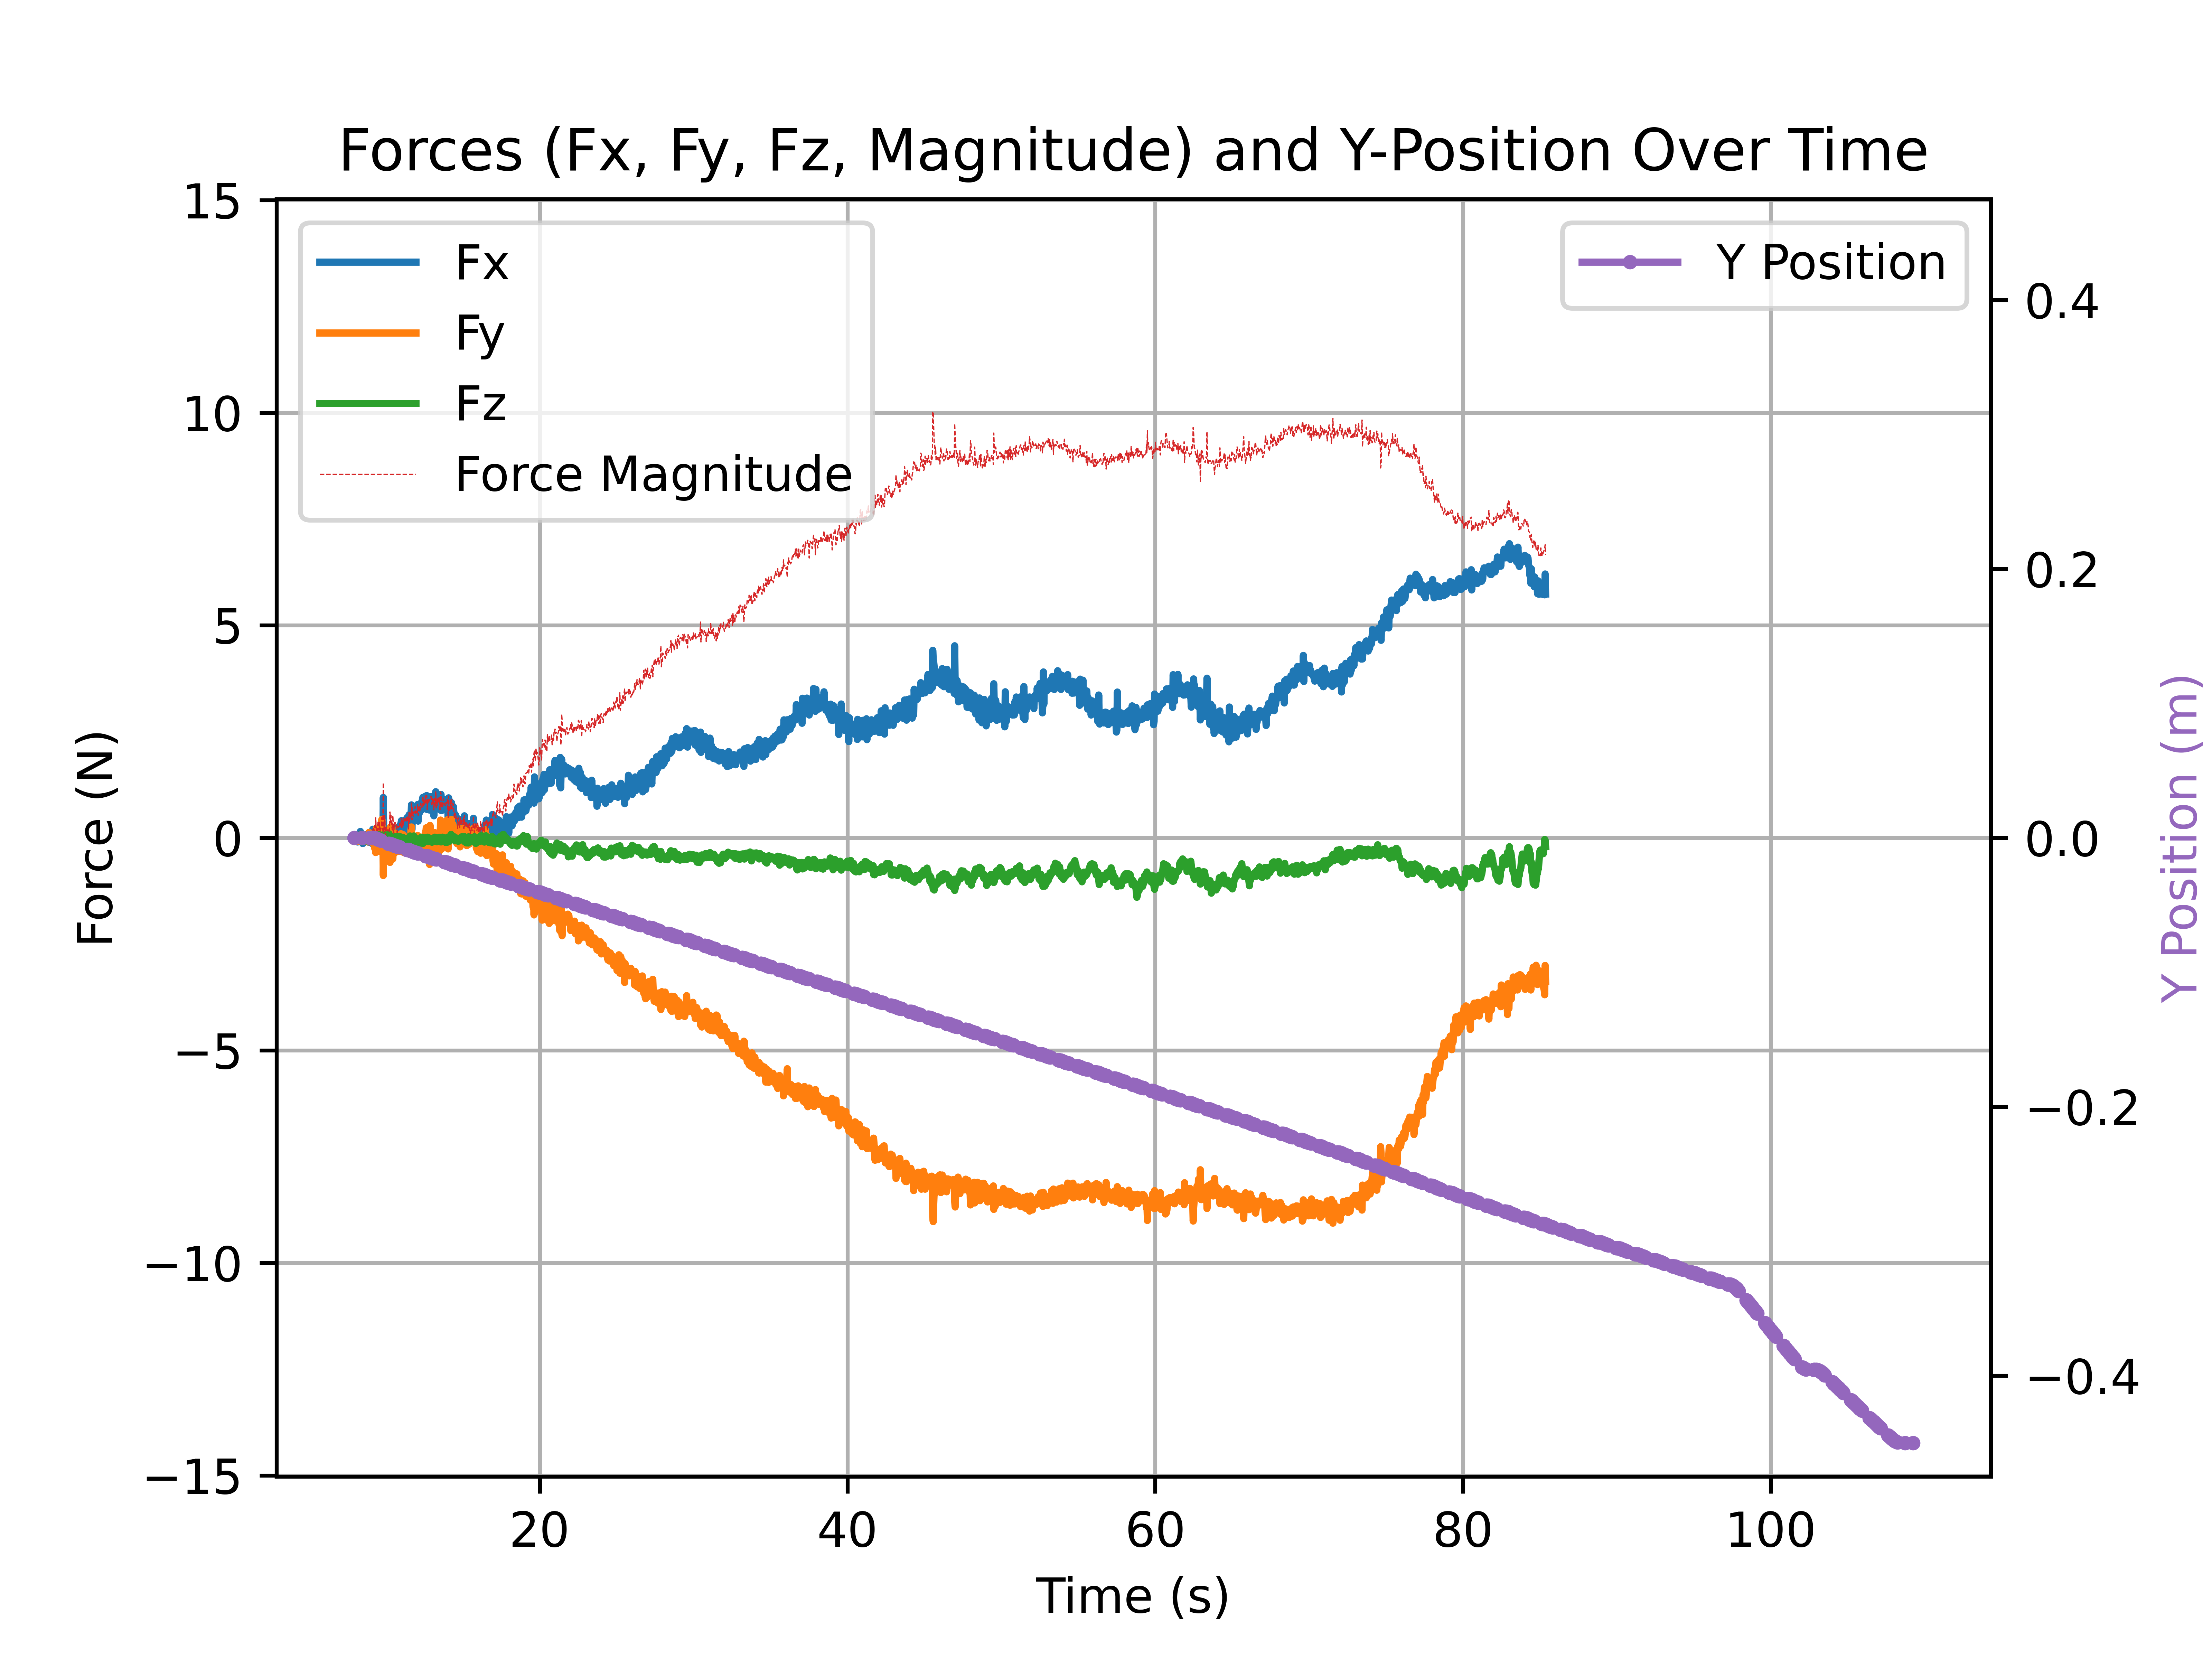 Forces (Fx, Fy, Fz, Magnitude) and Y-Position Over Time
Fx
Fy
Fz
Force Magnitude
Y Position
15
10
5
0
−5
−10
−15
Force (N)
0.4
0.2
0.0
−0.2
−0.4
Y Position (m)
20 40 60 80 100
Time (s)